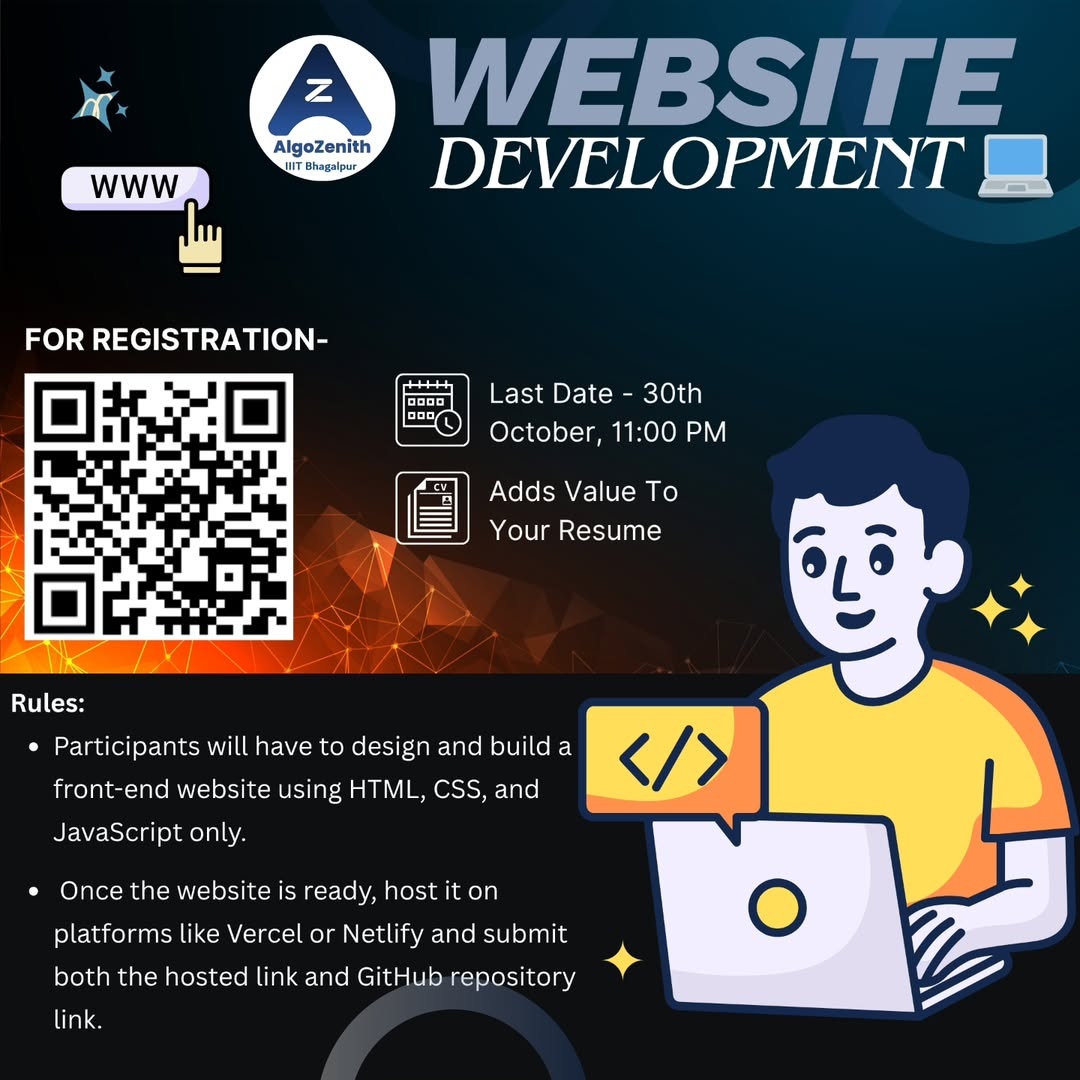 Z
AlgoZenith
IIIT Bhagalpur
WEBSITE
DEVELOPMENT
WWW
FOR REGISTRATION-
Last Date - 30th
October, 11:00 PM
CV
Adds Value To
Your Resume
Rules:
• Participants will have to design and build a
front-end website using HTML, CSS, and
JavaScript only.
• Once the website is ready, host it on
platforms like Vercel or Netlify and submit
both the hosted link and GitHub repository
link.
</>